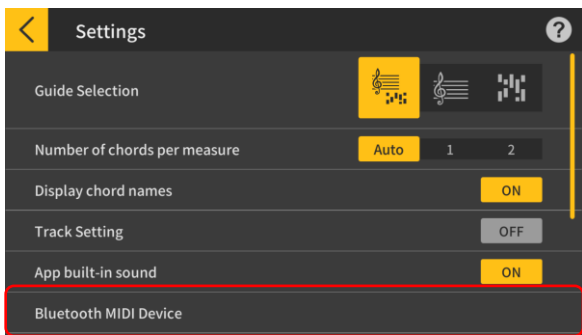 Settings ?
Guide Selection
Number of chords per measure Auto 1 2
Display chord names ON
Track Setting OFF
App built-in sound ON
Bluetooth MIDI Device